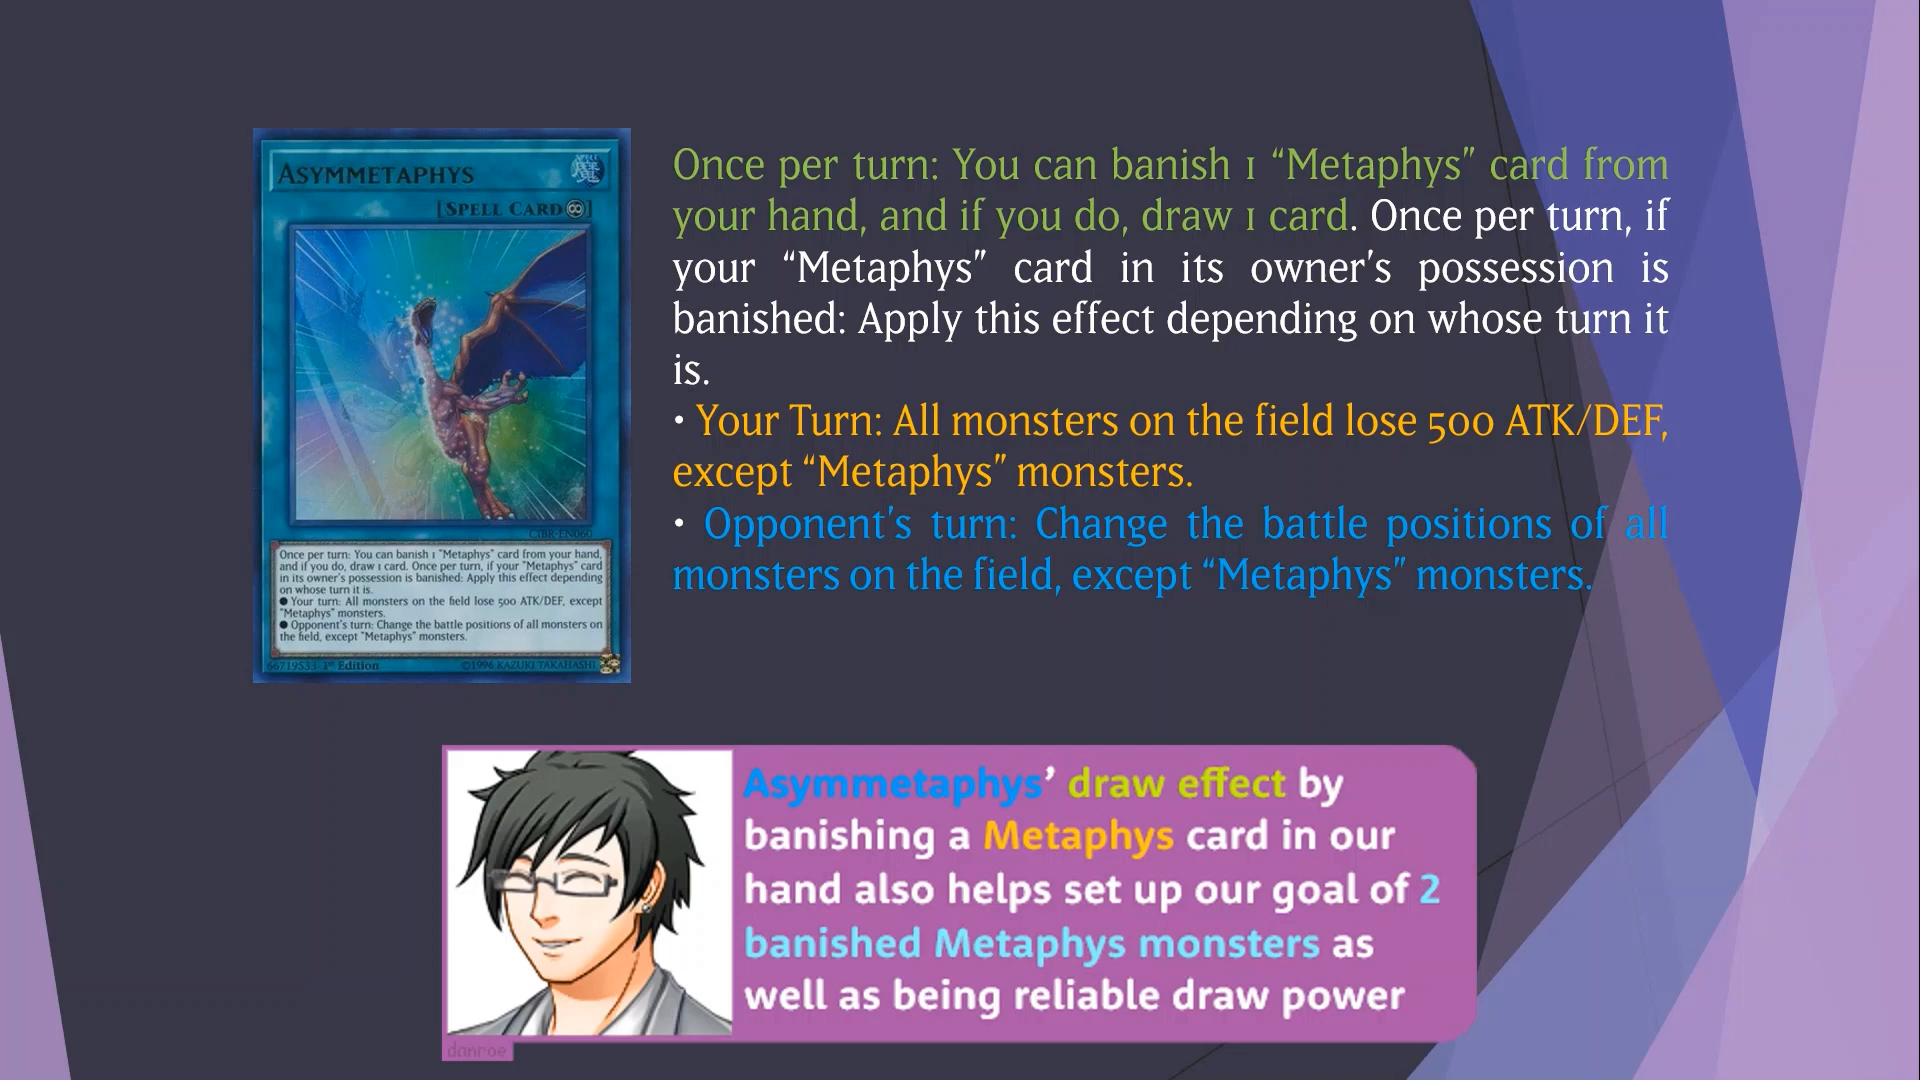 ASYMMETAPHYS
[SPELL CARD]
CIBR-EN060
Once per turn: You can banish 1 "Metaphys" card from your hand,
and if you do, draw 1 card. Once per turn, if your "Metaphys" card
in its owner's possession is banished: Apply this effect depending
on whose turn it is.
● Your turn: All monsters on the field lose 500 ATK/DEF, except
"Metaphys" monsters.
● Opponent's turn: Change the battle positions of all monsters on
the field, except "Metaphys" monsters.
66719533 1st Edition ©1996 KAZUKI TAKAHASHI
Once per turn: You can banish 1 “Metaphys” card from
your hand, and if you do, draw 1 card. Once per turn, if
your “Metaphys” card in its owner’s possession is
banished: Apply this effect depending on whose turn it
is.
• Your Turn: All monsters on the field lose 500 ATK/DEF,
except “Metaphys” monsters.
• Opponent’s turn: Change the battle positions of all
monsters on the field, except “Metaphys” monsters.
Asymmetaphys’ draw effect by
banishing a Metaphys card in our
hand also helps set up our goal of 2
banished Metaphys monsters as
well as being reliable draw power
danroe